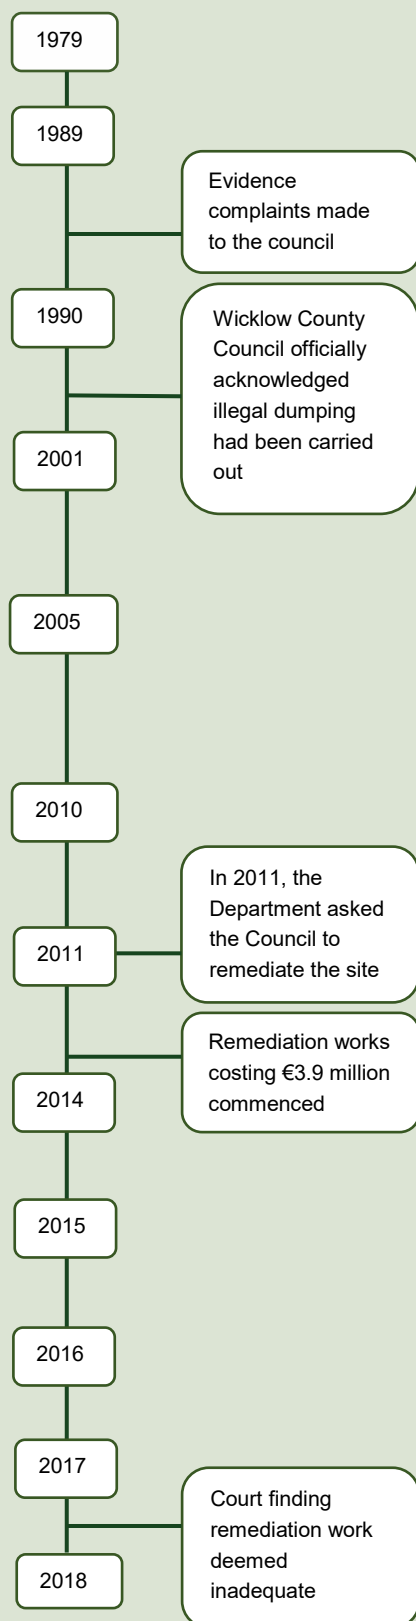 1979
1989
Evidence
complaints made
to the council
1990
Wicklow County
Council officially
acknowledged
illegal dumping
had been carried
out
2001
2005
2010
In 2011, the
Department asked
the Council to
remediate the site
2011
Remediation works
costing €3.9 million
commenced
2014
2015
2016
2017
Court finding
remediation work
deemed
inadequate
2018